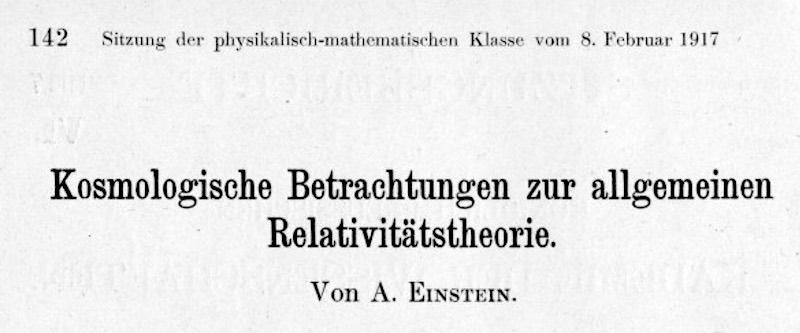 142 Sitzung der physikalisch-mathematischen Klasse vom 8. Februar 1917
Kosmologische Betrachtungen zur allgemeinen
Relativitätstheorie.
Von A. EINSTEIN.